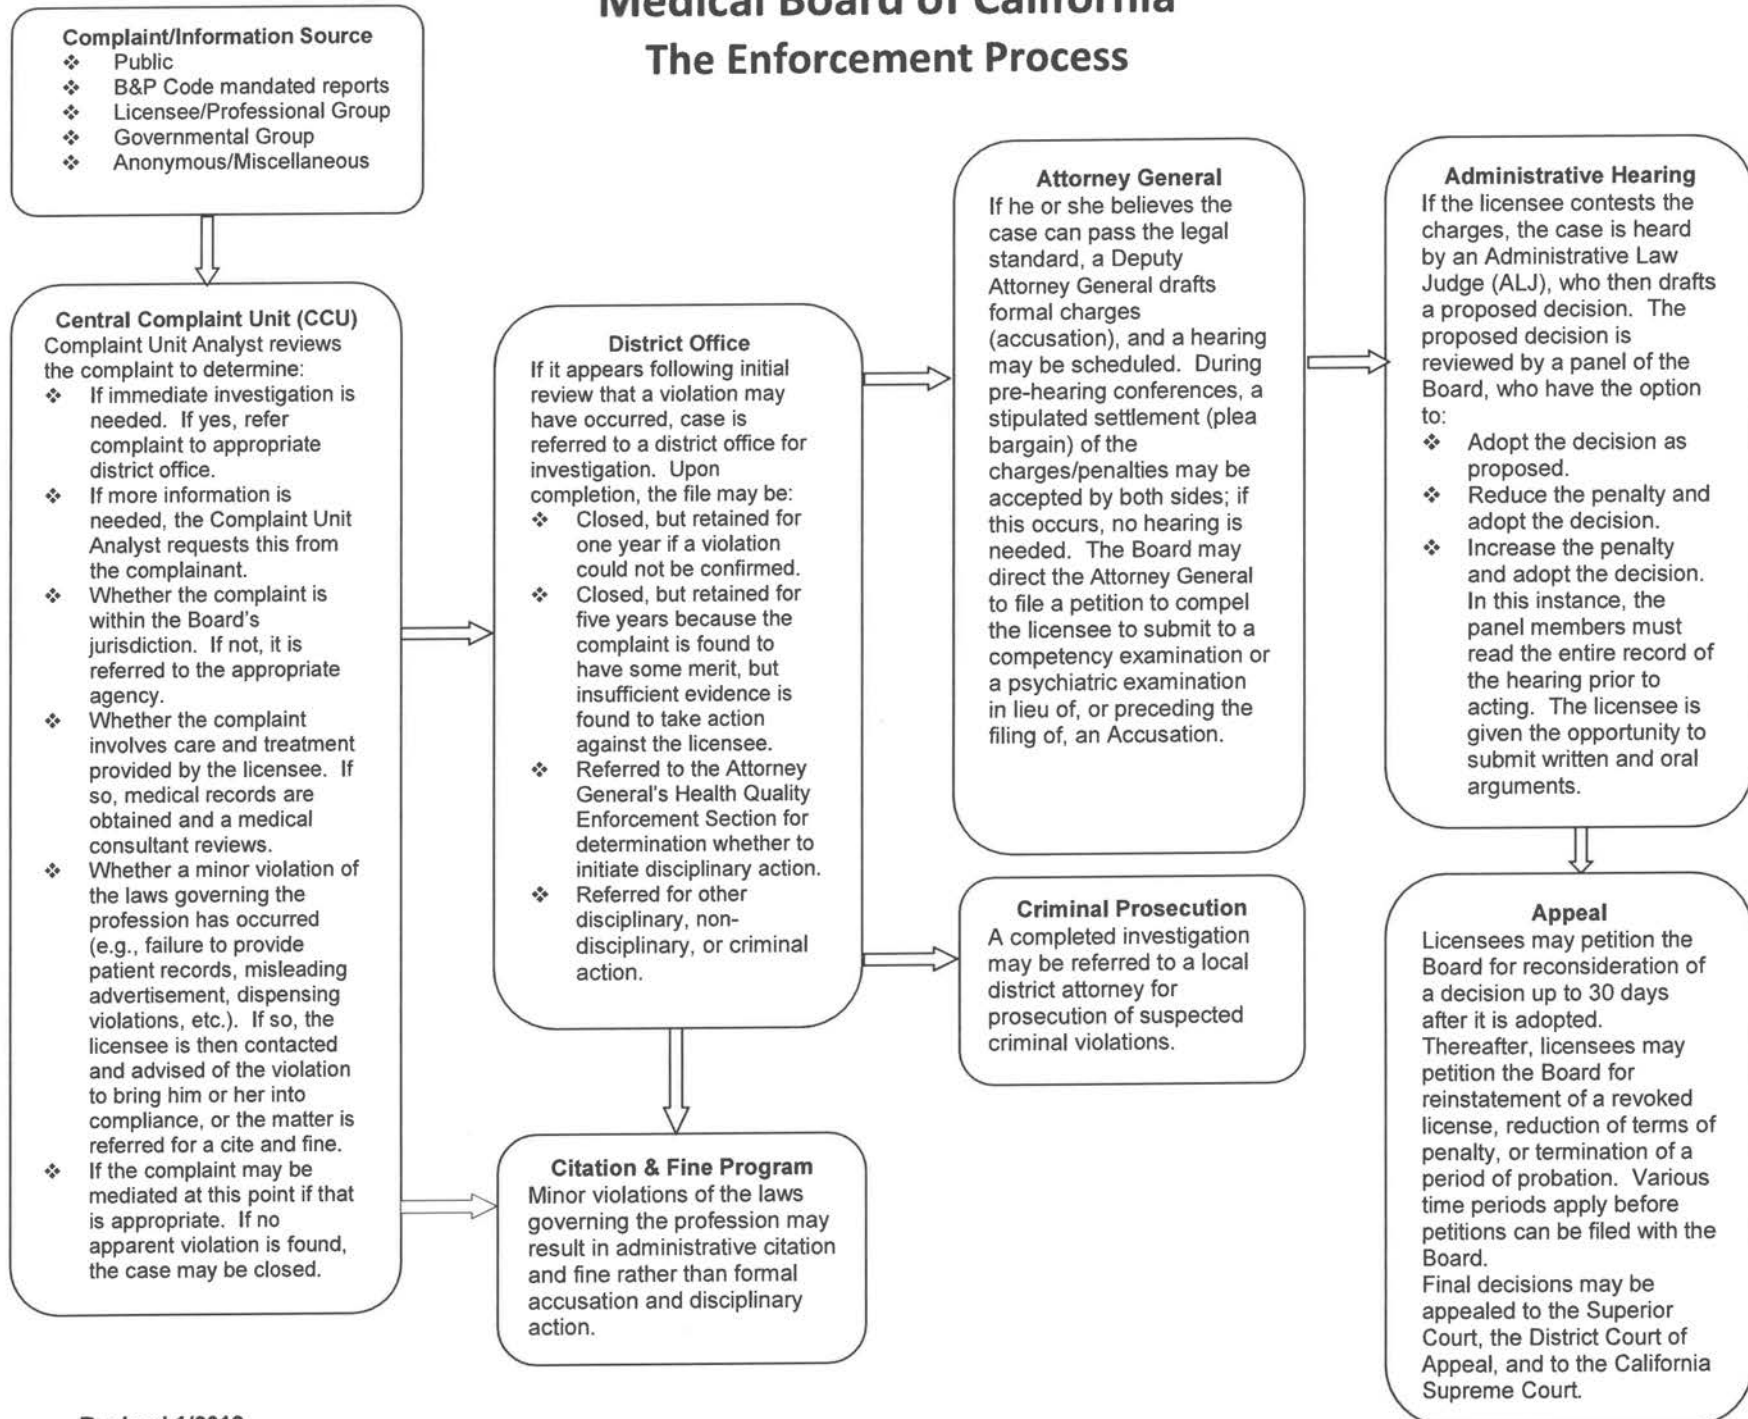 Medical Board of California
The Enforcement Process
Complaint/Information Source
❖ Public
❖ B&P Code mandated reports
❖ Licensee/Professional Group
❖ Governmental Group
❖ Anonymous/Miscellaneous
Central Complaint Unit (CCU)
Complaint Unit Analyst reviews
the complaint to determine:
❖ If immediate investigation is
needed. If yes, refer
complaint to appropriate
district office.
❖ If more information is
needed, the Complaint Unit
Analyst requests this from
the complainant.
❖ Whether the complaint is
within the Board's
jurisdiction. If not, it is
referred to the appropriate
agency.
❖ Whether the complaint
involves care and treatment
provided by the licensee. If
so, medical records are
obtained and a medical
consultant reviews.
❖ Whether a minor violation of
the laws governing the
profession has occurred
(e.g., failure to provide
patient records, misleading
advertisement, dispensing
violations, etc.). If so, the
licensee is then contacted
and advised of the violation
to bring him or her into
compliance, or the matter is
referred for a cite and fine.
❖ If the complaint may be
mediated at this point if that
is appropriate. If no
apparent violation is found,
the case may be closed.
District Office
If it appears following initial
review that a violation may
have occurred, case is
referred to a district office for
investigation. Upon
completion, the file may be:
❖ Closed, but retained for
one year if a violation
could not be confirmed.
❖ Closed, but retained for
five years because the
complaint is found to
have some merit, but
insufficient evidence is
found to take action
against the licensee.
❖ Referred to the Attorney
General's Health Quality
Enforcement Section for
determination whether to
initiate disciplinary action.
❖ Referred for other
disciplinary, non-
disciplinary, or criminal
action.
Citation & Fine Program
Minor violations of the laws
governing the profession may
result in administrative citation
and fine rather than formal
accusation and disciplinary
action.
Attorney General
If he or she believes the
case can pass the legal
standard, a Deputy
Attorney General drafts
formal charges
(accusation), and a hearing
may be scheduled. During
pre-hearing conferences, a
stipulated settlement (plea
bargain) of the
charges/penalties may be
accepted by both sides; if
this occurs, no hearing is
needed. The Board may
direct the Attorney General
to file a petition to compel
the licensee to submit to a
competency examination or
a psychiatric examination
in lieu of, or preceding the
filing of, an Accusation.
Criminal Prosecution
A completed investigation
may be referred to a local
district attorney for
prosecution of suspected
criminal violations.
Administrative Hearing
If the licensee contests the
charges, the case is heard
by an Administrative Law
Judge (ALJ), who then drafts
a proposed decision. The
proposed decision is
reviewed by a panel of the
Board, who have the option
to:
❖ Adopt the decision as
proposed.
❖ Reduce the penalty and
adopt the decision.
❖ Increase the penalty
and adopt the decision.
In this instance, the
panel members must
read the entire record of
the hearing prior to
acting. The licensee is
given the opportunity to
submit written and oral
arguments.
Appeal
Licensees may petition the
Board for reconsideration of
a decision up to 30 days
after it is adopted.
Thereafter, licensees may
petition the Board for
reinstatement of a revoked
license, reduction of terms of
penalty, or termination of a
period of probation. Various
time periods apply before
petitions can be filed with the
Board.
Final decisions may be
appealed to the Superior
Court, the District Court of
Appeal, and to the California
Supreme Court.